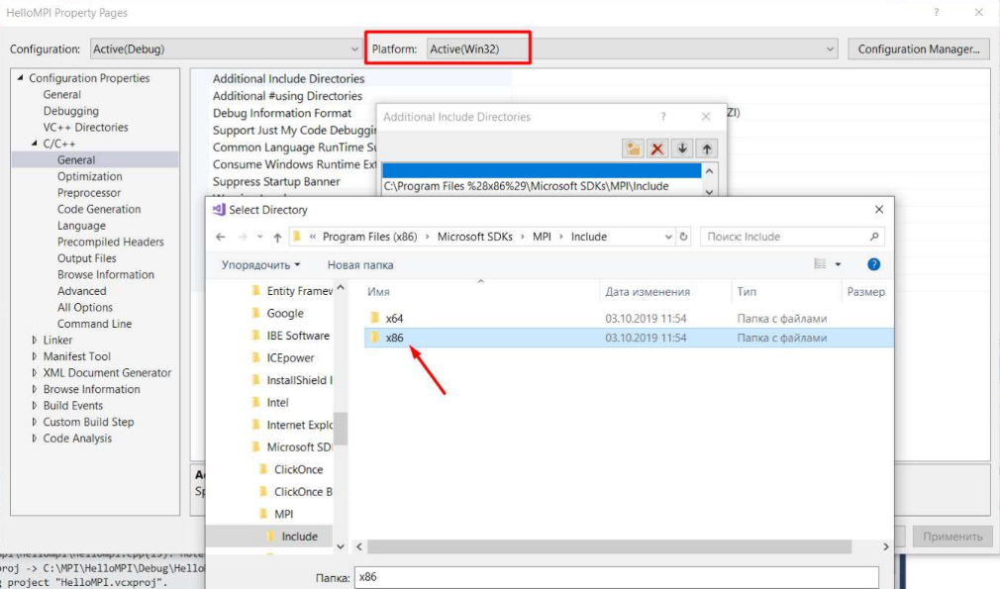 HelloMPI Property Pages
? ×
Configuration: Active(Debug) Platform: Active(Win32) Configuration Manager...
Configuration Properties
General
Debugging
VC++ Directories
C/C++
General
Optimization
Preprocessor
Code Generation
Language
Precompiled Headers
Output Files
Browse Information
Advanced
All Options
Command Line
Linker
Manifest Tool
XML Document Generator
Browse Information
Build Events
Custom Build Step
Code Analysis
Additional Include Directories
Additional #using Directories
Debug Information Format
ZI)
Support Just My Code Debuggi
Common Language RunTime Su
Consume Windows Runtime Ext
Suppress Startup Banner
Additional Include Directories
? ×
C:\Program Files %28x86%29\Microsoft SDKs\MPI\Include
Select Directory
« Program Files (x86) › Microsoft SDKs › MPI › Include
Поиск: Include
Упорядочить Новая папка
Entity Framew
Google
IBE Software
ICEpower
InstallShield I
Intel
Internet Explo
Microsoft SD
ClickOnce
ClickOnce B
MPI
Include
Имя Дата изменения Тип Размер
x64 03.10.2019 11:54 Папка с файлами
x86 03.10.2019 11:54 Папка с файлами
Папка: x86
Применить
roj -> C:\MPI\HelloMPI\Debug\Hello
project "HelloMPI.vcxproj".